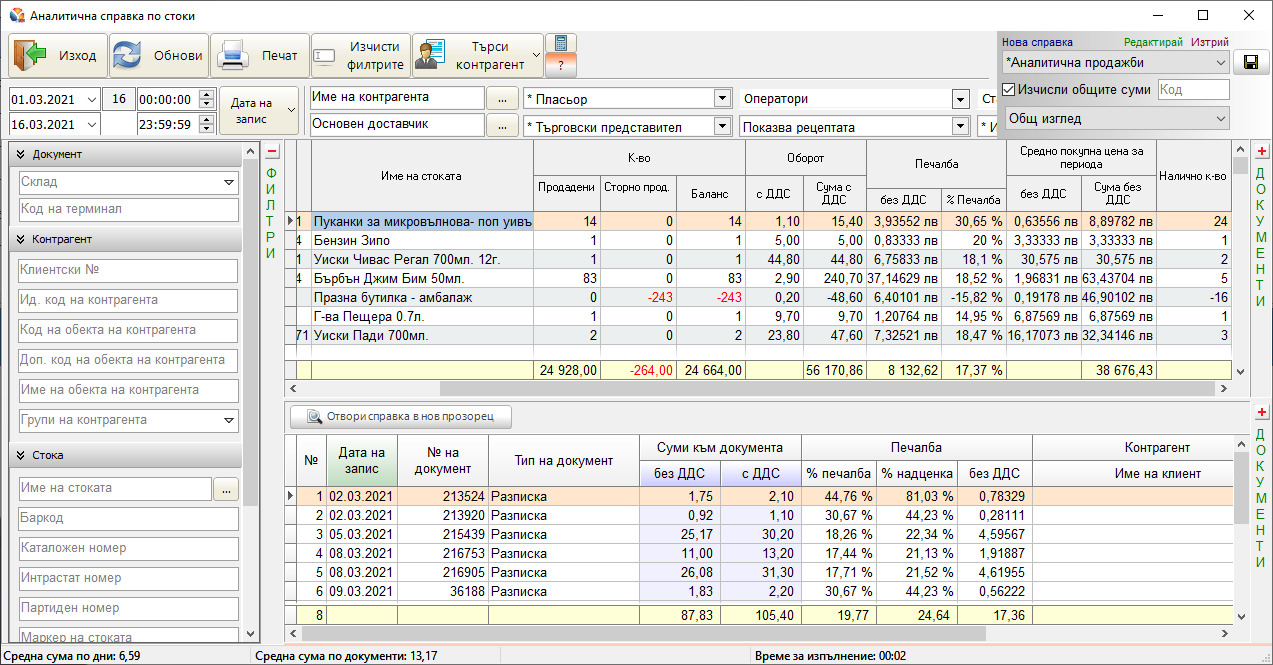 Аналитична справка по стоки
Изход
Обнови
Печат
Изчисти филтрите
Търси контрагент
?
Нова справка Редактирай Изтрий
*Аналитична продажби
Изчисли общите суми Код
Общ изглед
01.03.2021 16 00:00:00
16.03.2021 23:59:59
Дата на запис
Име на контрагента ... * Пласьор Оператори
Основен доставчик ... * Търговски представител Показва рецептата
Документ
Склад
Код на терминал
Контрагент
Клиентски №
Ид. код на контрагента
Код на обекта на контрагента
Доп. код на обекта на контрагента
Име на обекта на контрагента
Групи на контрагента
Стока
Име на стоката ...
Баркод
Каталожен номер
Интрастат номер
Партиден номер
Маркер на стоката
ФИЛТРИ
Име на стоката К-во Оборот Печалба Средно покупна цена за периода Налично к-во
Продадени Сторно прод. Баланс с ДДС Сума с ДДС без ДДС % Печалба без ДДС Сума без ДДС
1 Пуканки за микровълнова- поп уивъ 14 0 14 1,10 15,40 3,93552 лв 30,65 % 0,63556 лв 8,89782 лв 24
4 Бензин Зипо 1 0 1 5,00 5,00 0,83333 лв 20 % 3,33333 лв 3,33333 лв 1
1 Уиски Чивас Регал 700мл. 12г. 1 0 1 44,80 44,80 6,75833 лв 18,1 % 30,575 лв 30,575 лв 2
4 Бърбън Джим Бим 50мл. 83 0 83 2,90 240,70 37,14629 лв 18,52 % 1,96831 лв 63,43704 лв 5
Празна бутилка - амбалаж 0 -243 -243 0,20 -48,60 6,40101 лв -15,82 % 0,19178 лв 46,90102 лв -16
Г-ва Пещера 0.7л. 1 0 1 9,70 9,70 1,20764 лв 14,95 % 6,87569 лв 6,87569 лв 1
71 Уиски Пади 700мл. 2 0 2 23,80 47,60 7,32521 лв 18,47 % 16,17073 лв 32,34146 лв 3
24 928,00 -264,00 24 664,00 56 170,86 8 132,62 17,37 % 38 676,43
ДОКУМЕНТИ
Отвори справка в нов прозорец
№ Дата на запис № на документ Тип на документ Суми към документа Печалба Контрагент
без ДДС с ДДС % печалба % надценка без ДДС Име на клиент
1 02.03.2021 213524 Разписка 1,75 2,10 44,76 % 81,03 % 0,78329
2 02.03.2021 213920 Разписка 0,92 1,10 30,67 % 44,23 % 0,28111
3 05.03.2021 215439 Разписка 25,17 30,20 18,26 % 22,34 % 4,59567
4 08.03.2021 216753 Разписка 11,00 13,20 17,44 % 21,13 % 1,91887
5 08.03.2021 216905 Разписка 26,08 31,30 17,71 % 21,52 % 4,61955
6 09.03.2021 36188 Разписка 1,83 2,20 30,67 % 44,23 % 0,56222
8 87,83 105,40 19,77 24,64 17,36
ДОКУМЕНТИ
Средна сума по дни: 6,59 Средна сума по документи: 13,17 Време за изпълнение: 00:02